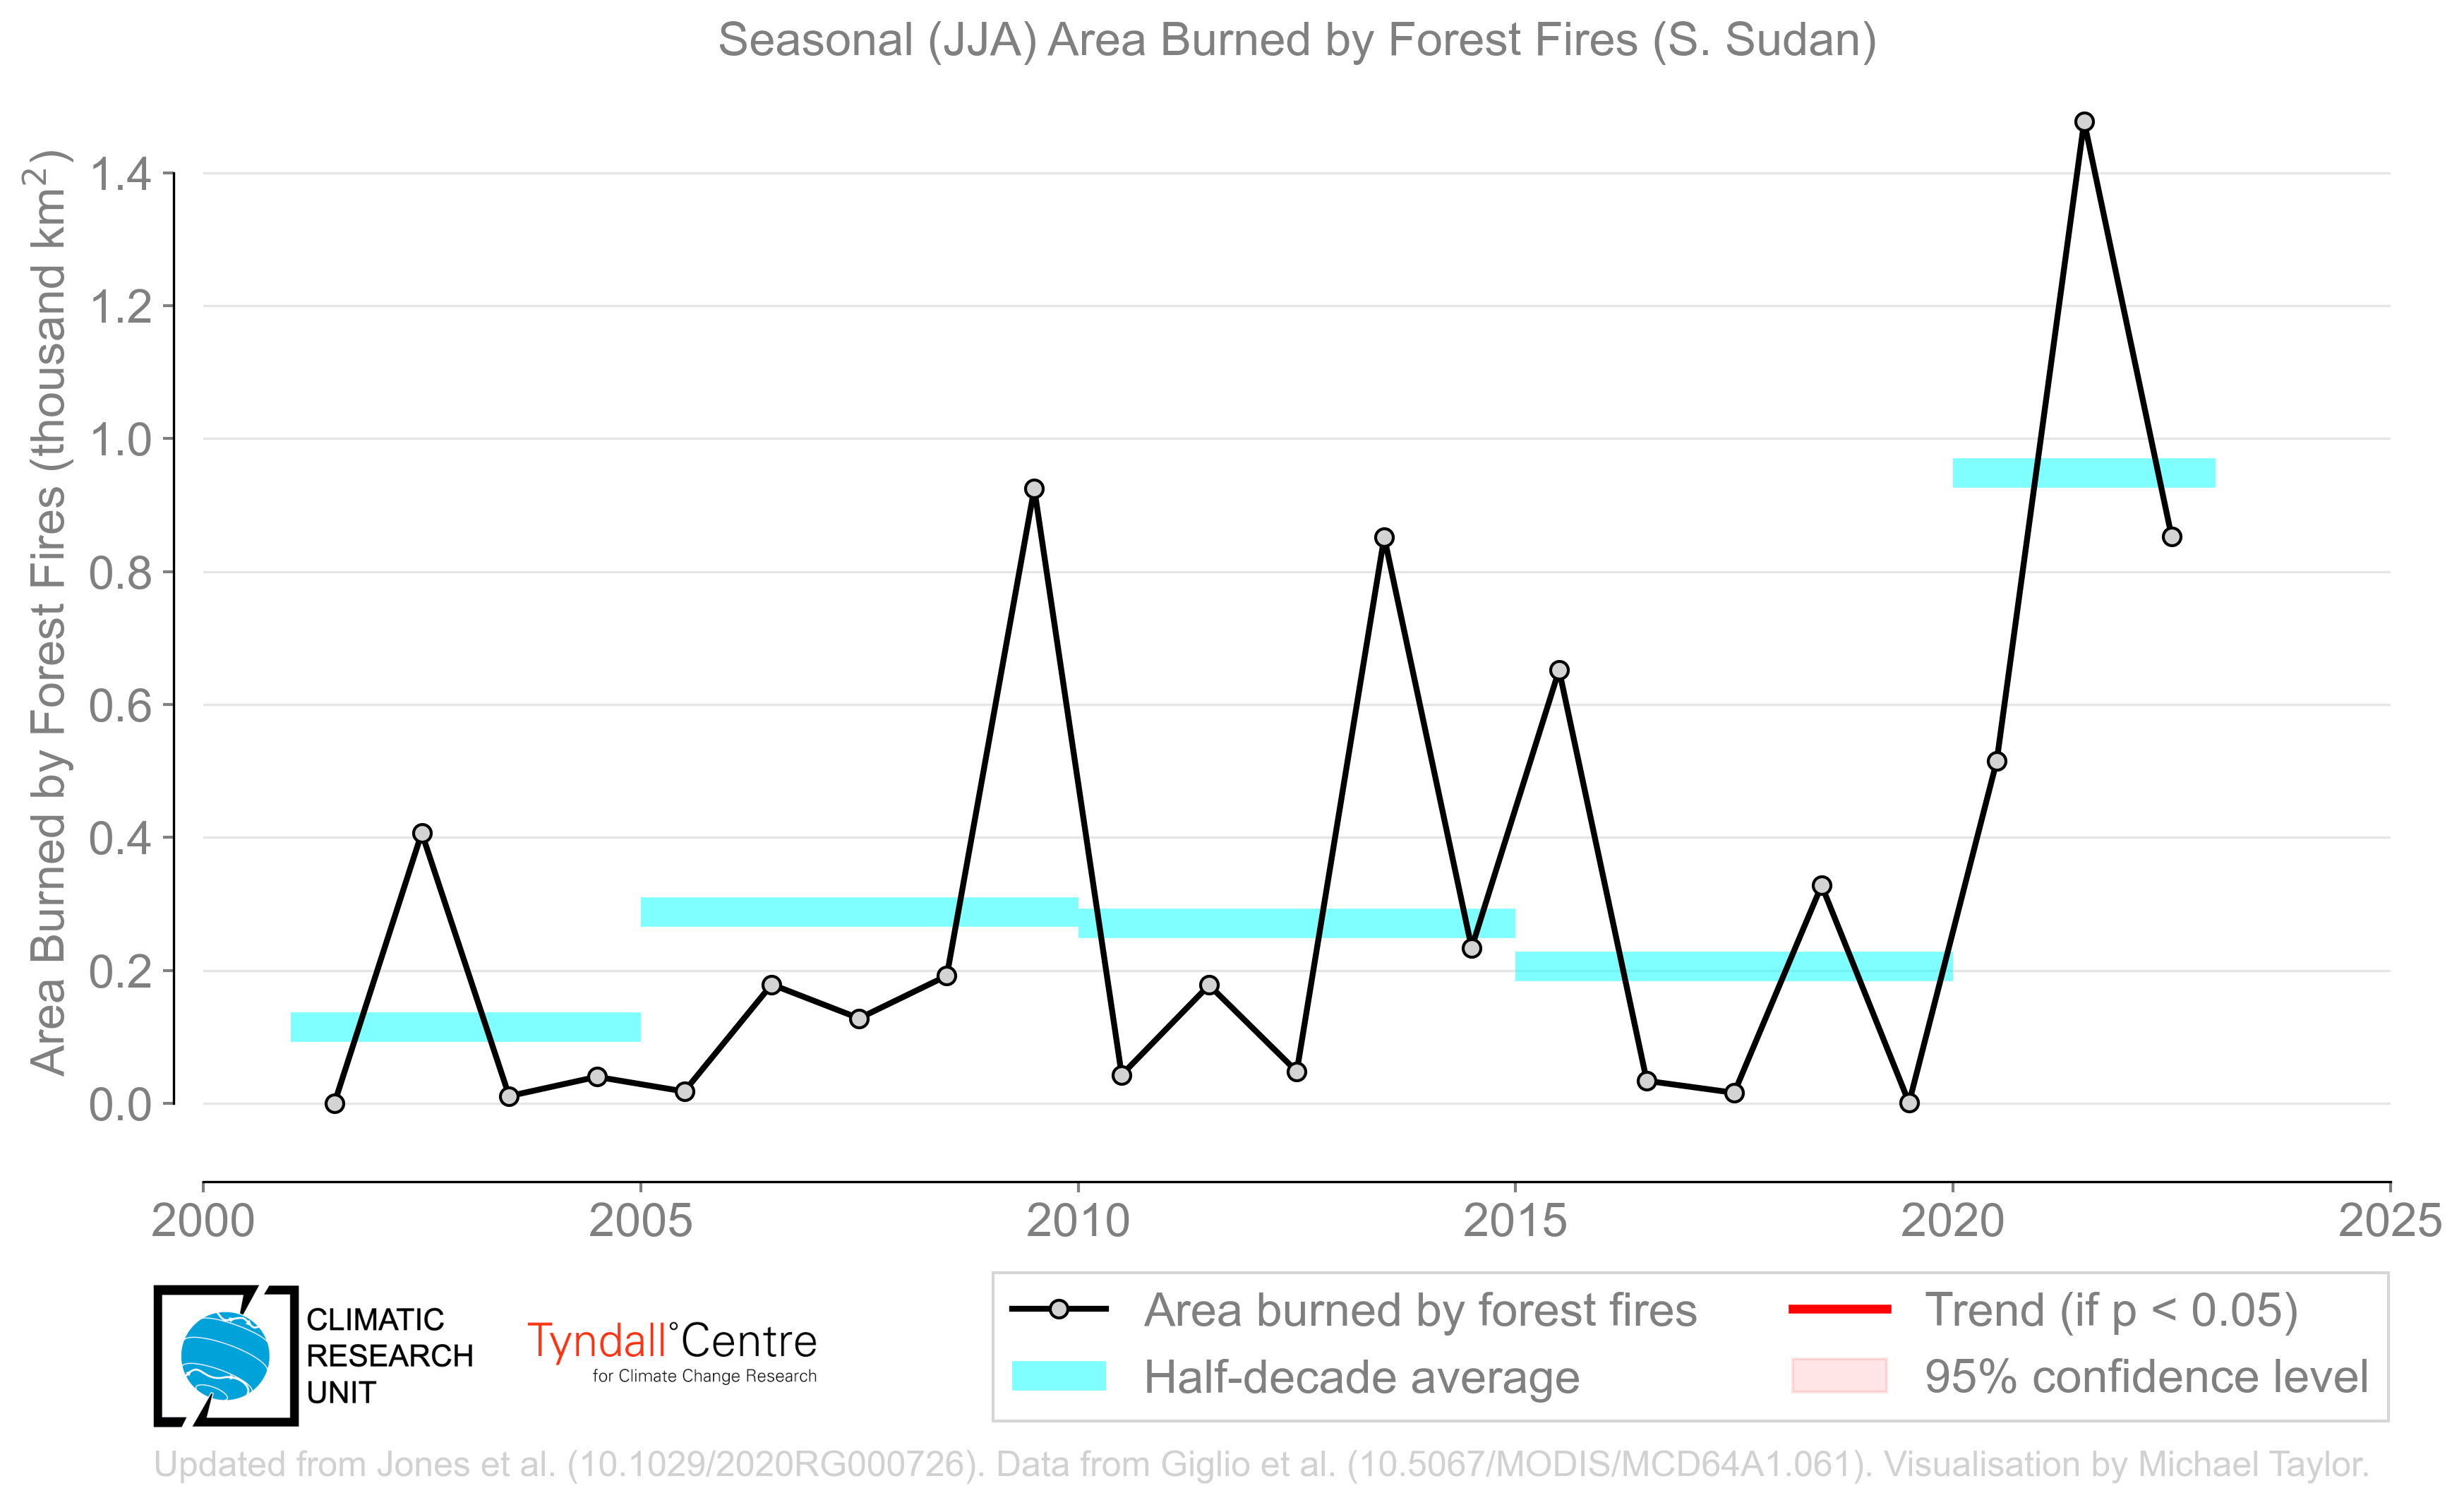 Seasonal (JJA) Area Burned by Forest Fires (S. Sudan)
Area Burned by Forest Fires (thousand km²)
1.4
1.2
1.0
0.8
0.6
0.4
0.2
0.0
2000 2005 2010 2015 2020 2025
CLIMATIC
RESEARCH
UNIT
Tyndall°Centre
for Climate Change Research
Area burned by forest fires
Half-decade average
Trend (if p < 0.05)
95% confidence level
Updated from Jones et al. (10.1029/2020RG000726). Data from Giglio et al. (10.5067/MODIS/MCD64A1.061). Visualisation by Michael Taylor.